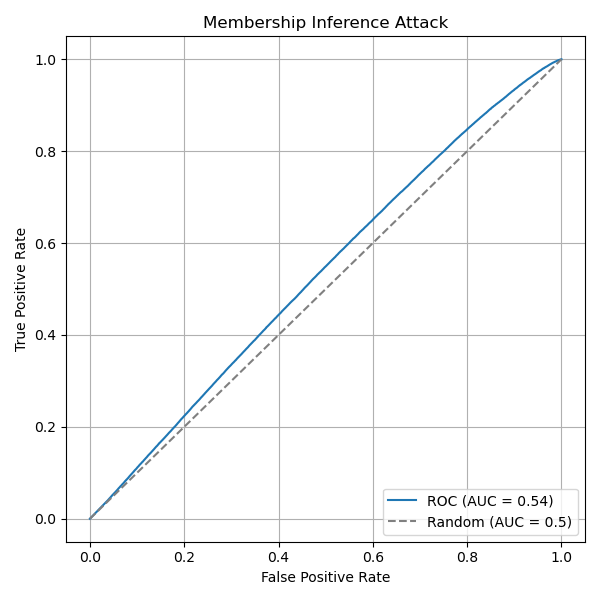 Membership Inference Attack
1.0
0.8
0.6
0.4
0.2
0.0
True Positive Rate
0.0 0.2 0.4 0.6 0.8 1.0
False Positive Rate
ROC (AUC = 0.54)
Random (AUC = 0.5)